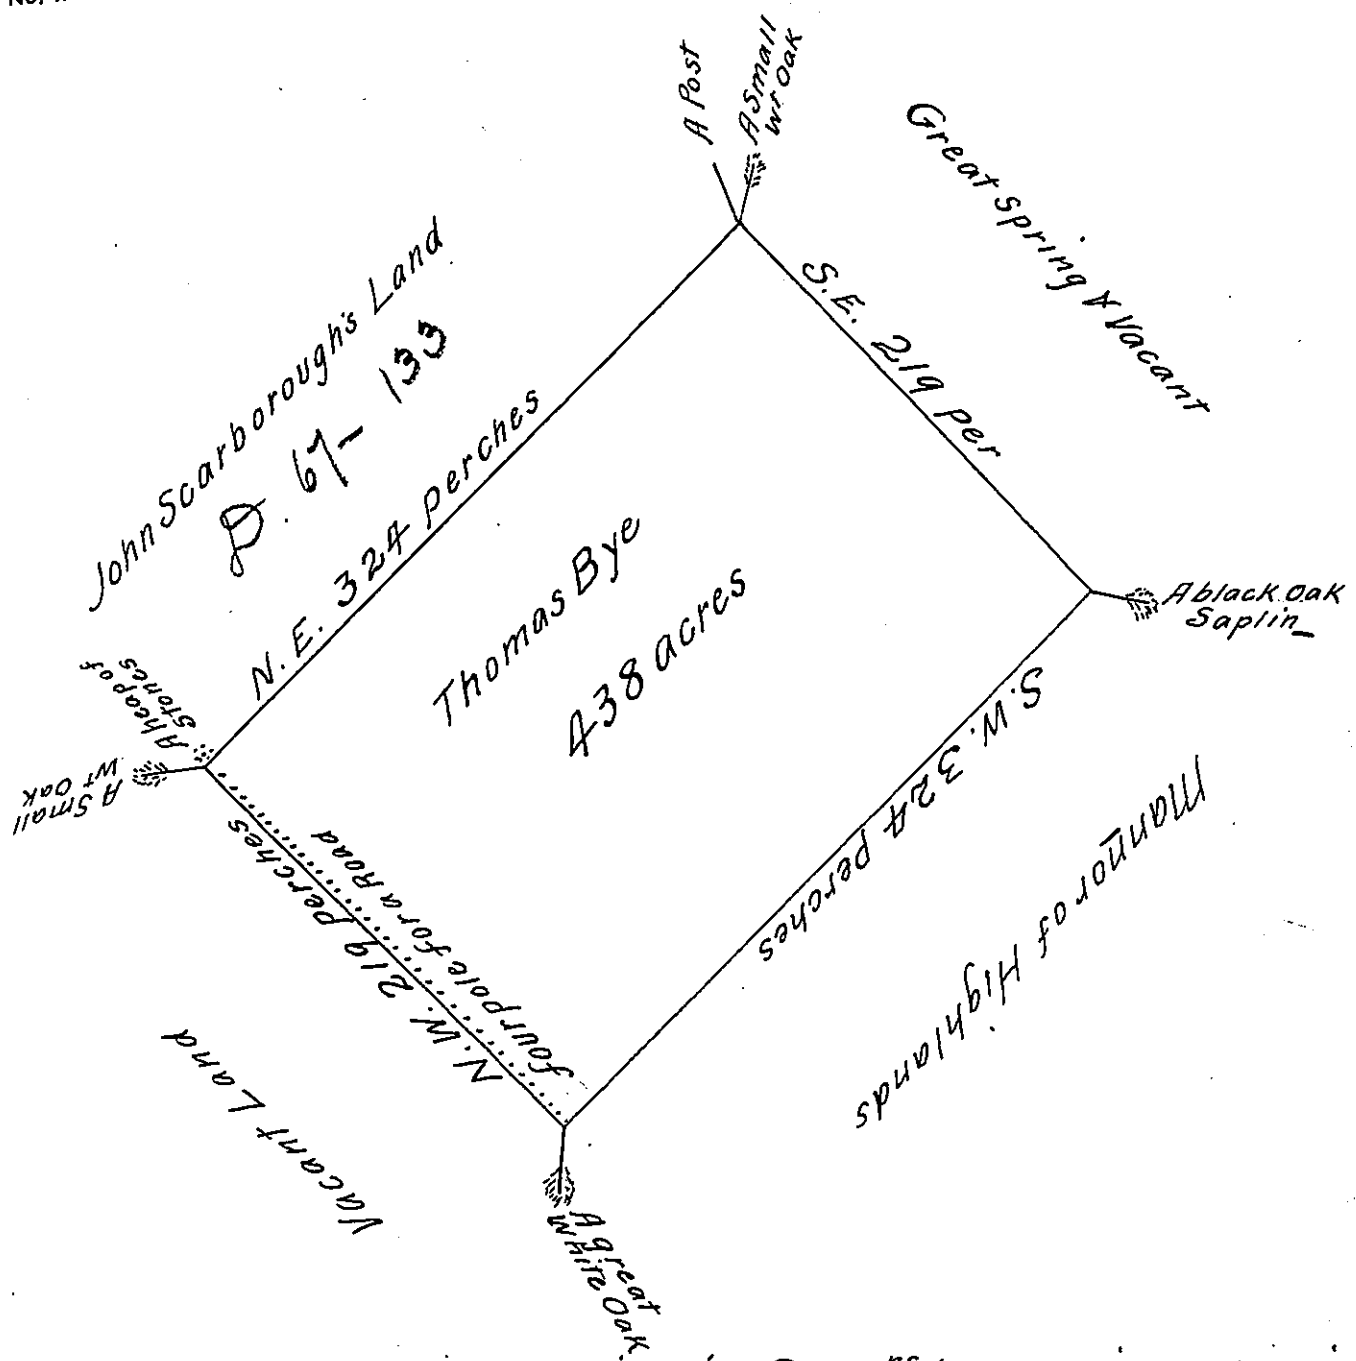 A Post
A Small
Wt Oak
Great Spring & Vacant
John Scarborough's Land
D. 67-133
N.E. 324 perches
S.E. 219 per
Thomas Bye
438 acres
A black oak
Saplin
A heap of
Stones
A Small
Wt Oak
N.W. 219 perches
fourpole for a Road
S.W. 324 perches
Mannor of Highlands
Vacant Land
A great
White Oak